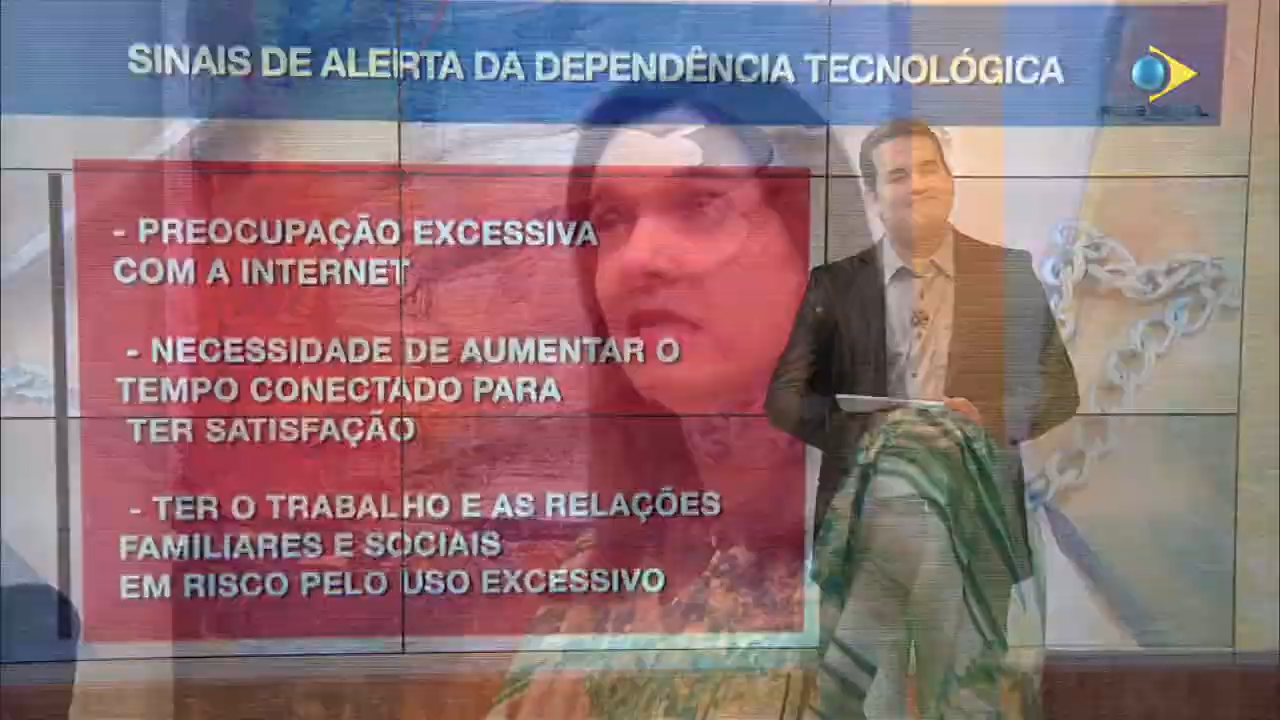 SINAIS DE ALERTA DA DEPENDÊNCIA TECNOLÓGICA
- PREOCUPAÇÃO EXCESSIVA
COM A INTERNET
- NECESSIDADE DE AUMENTAR O
TEMPO CONECTADO PARA
TER SATISFAÇÃO
- TER O TRABALHO E AS RELAÇÕES
FAMILIARES E SOCIAIS
EM RISCO PELO USO EXCESSIVO